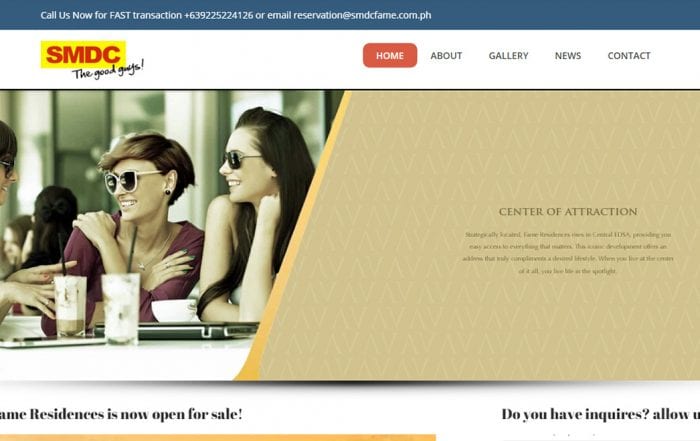 Call Us Now for FAST transaction +639225224126 or email reservation@smdcfame.com.ph
SMDC
The good guys!
HOME ABOUT GALLERY NEWS CONTACT
CENTER OF ATTRACTION
Strategically located, Fame Residences rises in Central EDSA, providing you
easy access to everything that matters. This iconic development offers an
address that truly compliments a desired lifestyle. When you live at the center
of it all, you live life in the spotlight.
ame Residences is now open for sale!
Do you have inquires? allow u